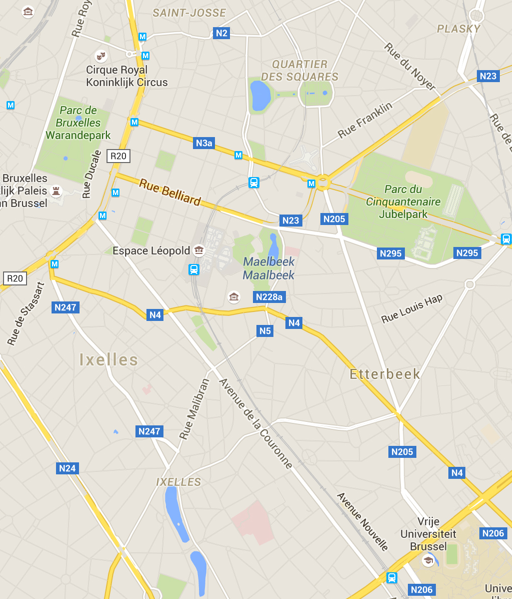 SAINT-JOSSE
Rue Roy
N2
PLASKY
Rue du Noyer
QUARTIER
DES SQUARES
N23
Cirque Royal
Koninklijk Circus
M
M
M
M
Parc de
Bruxelles
Warandepark
M
Rue Franklin
Rue de
N3a
M
R20
Rue Ducale
Bruxelles
lijk Paleis
an Brussel
M
Rue Belliard
M
Parc du
Cinquantenaire
Jubelpark
M
N23
N205
M
Espace Léopold
N295
N295
Maelbeek
Maalbeek
R20
M
Rue de Stassart
N228a
N247
N4
N4
N5
Rue Louis Hap
Ixelles
Etterbeek
Rue Malibran
Avenue de la Couronne
N247
N205
N24
N4
IXELLES
Avenue Nouvelle
Vrije
Universiteit
Brussel
N206
Unive
libre
N206